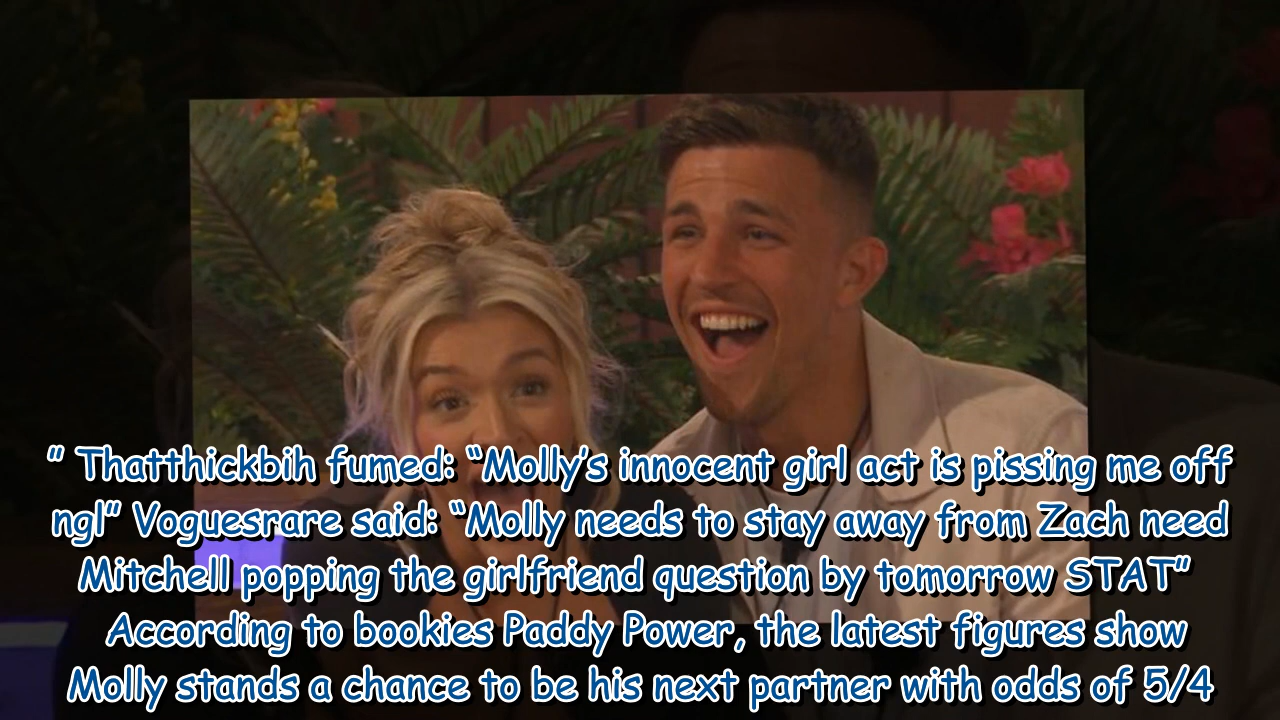 ” Thatthickbih fumed: “Molly’s innocent girl act is pissing me off
ngl” Voguesrare said: “Molly needs to stay away from Zach need
Mitchell popping the girlfriend question by tomorrow STAT”
According to bookies Paddy Power, the latest figures show
Molly stands a chance to be his next partner with odds of 5/4